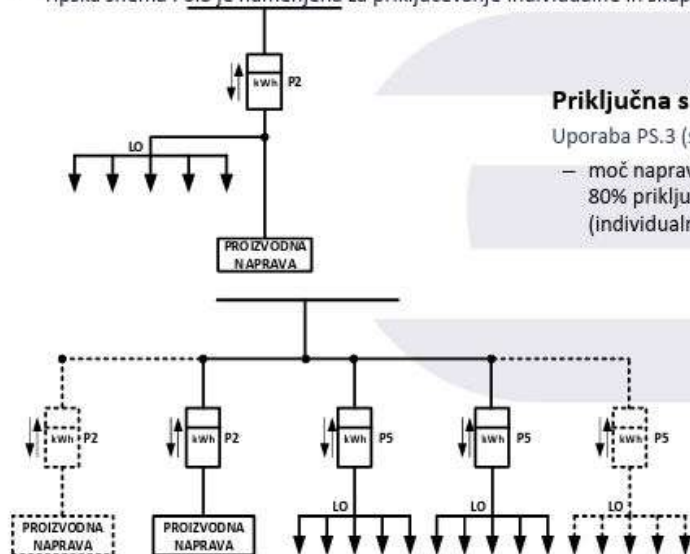 Tipska shema PS.3 je namenjena za priključevanje individualne in skup
kWh P2
LO
PROIZVODNA
NAPRAVA
Priključna s
Uporaba PS.3 (s
– moč naprav
80% priklju
(individualn
kWh P2
kWh P2
kWh P5
kWh P5
kWh P5
LO
LO
LO
PROIZVODNA
NAPRAVA
PROIZVODNA
NAPRAVA